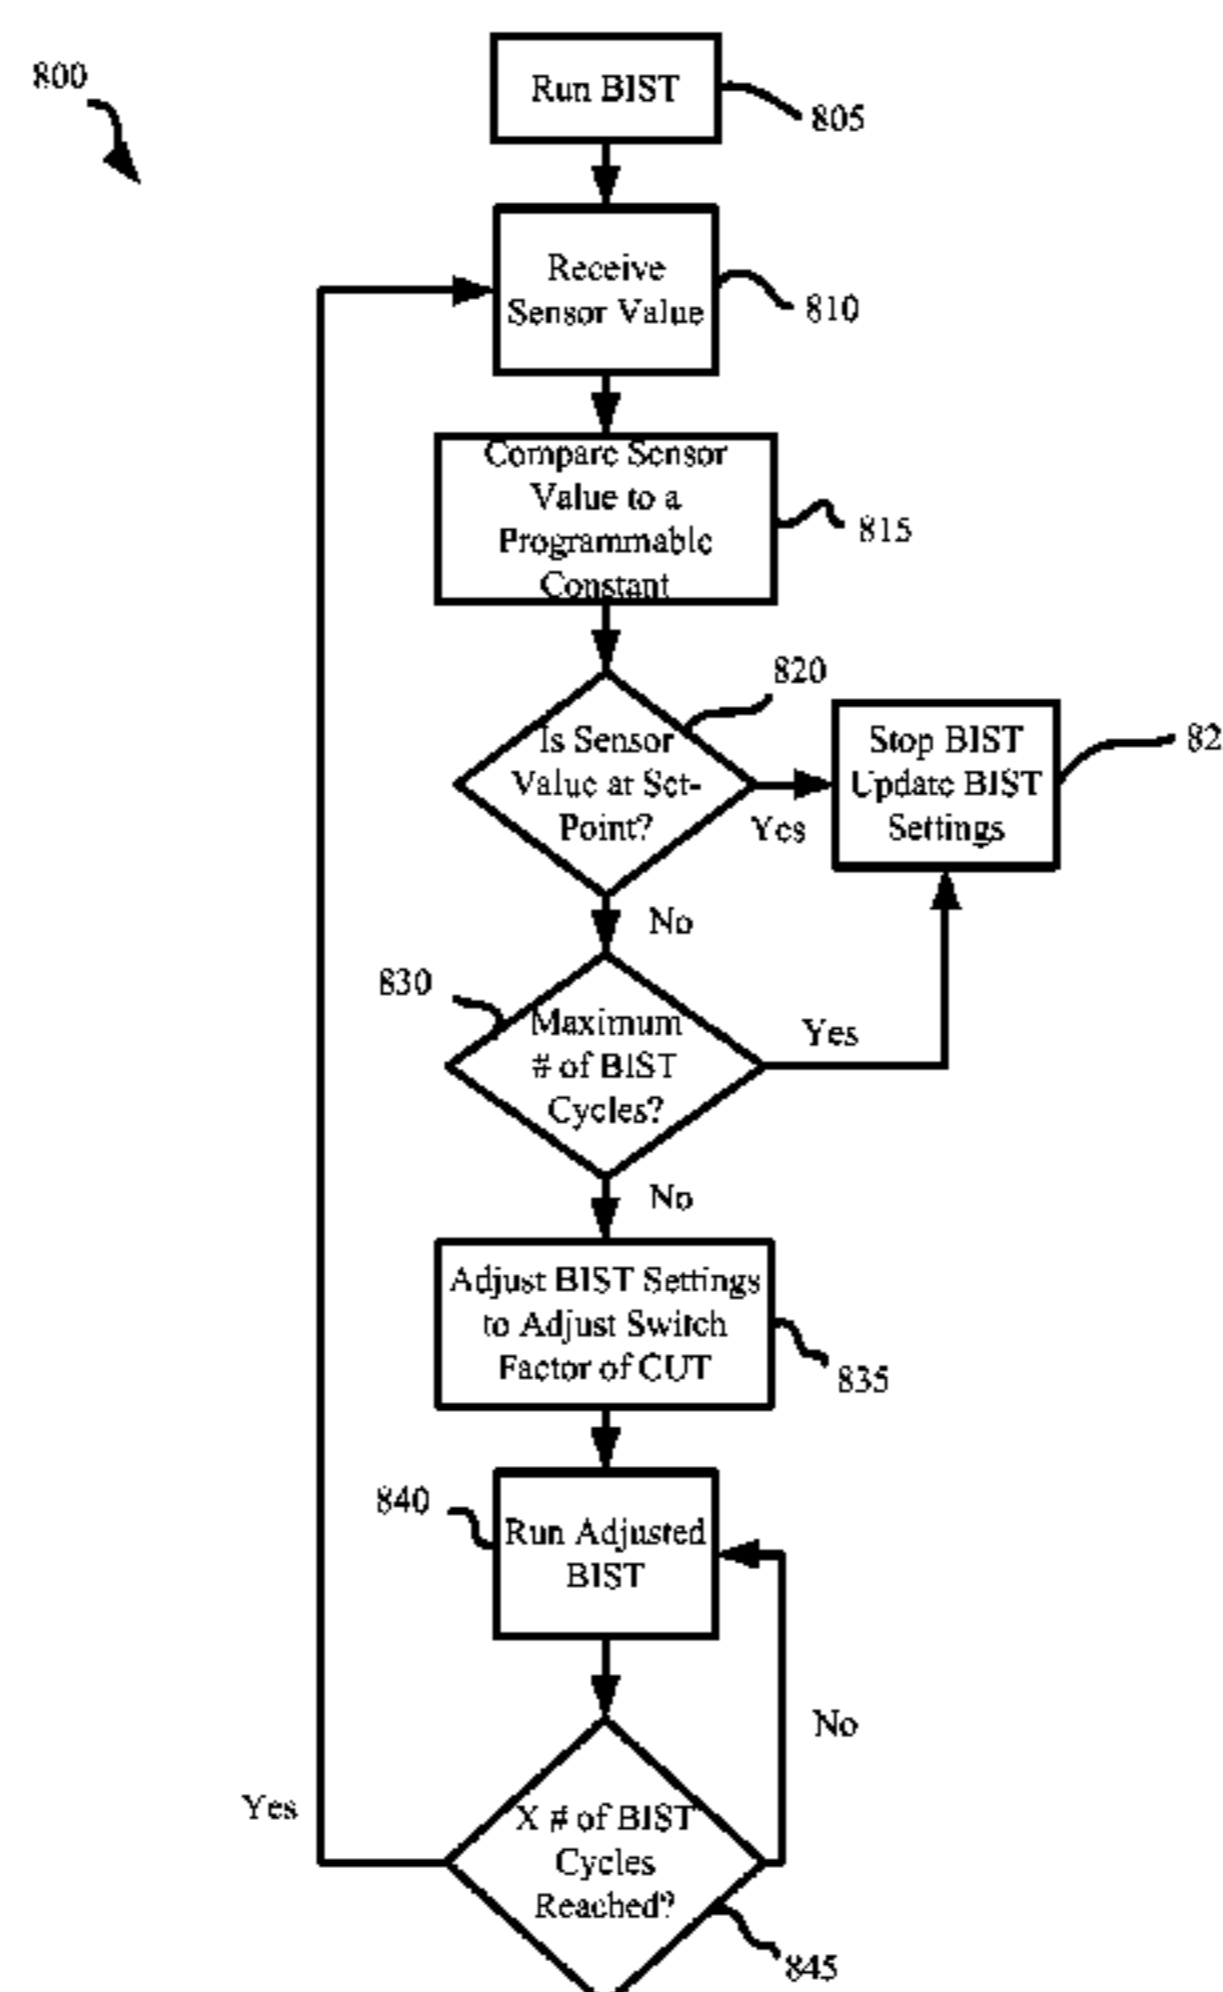 800
Run BIST
805
Receive
Sensor Value
810
Compare Sensor
Value to a
Programmable
Constant
815
820
Is Sensor
Value at Set-
Point?
Yes
Stop BIST
Update BIST
Settings
82
No
830
Maximum
# of BIST
Cycles?
Yes
No
Adjust BIST Settings
to Adjust Switch
Factor of CUT
835
840
Run Adjusted
BIST
No
Yes
X # of BIST
Cycles
Reached?
845